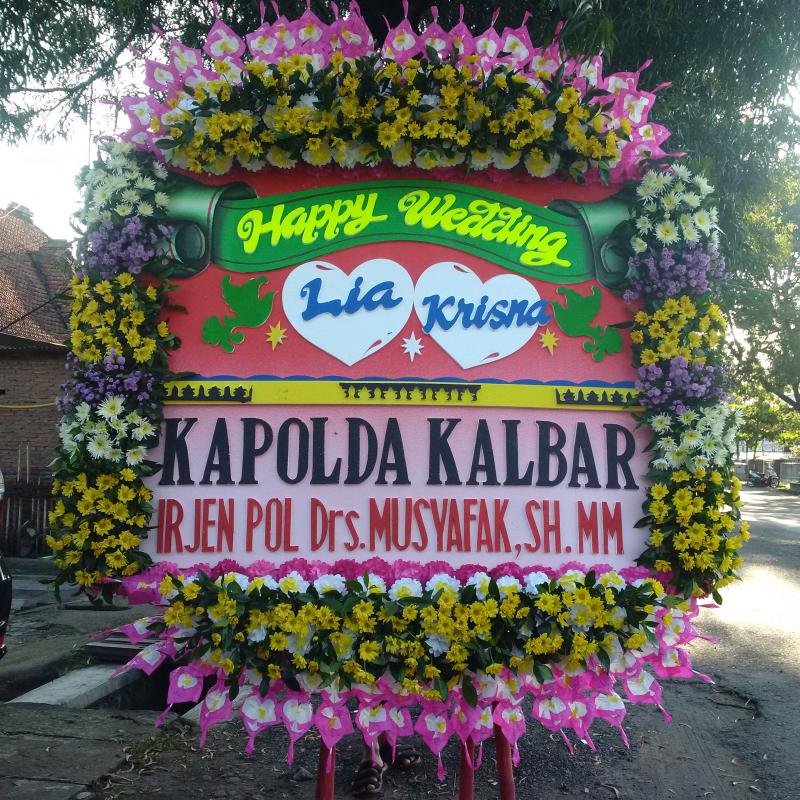 Happy Wedding
Lia Krisna
KAPOLDA KALBAR
IRJEN POL Drs.MUSYAFAK,SH.MM